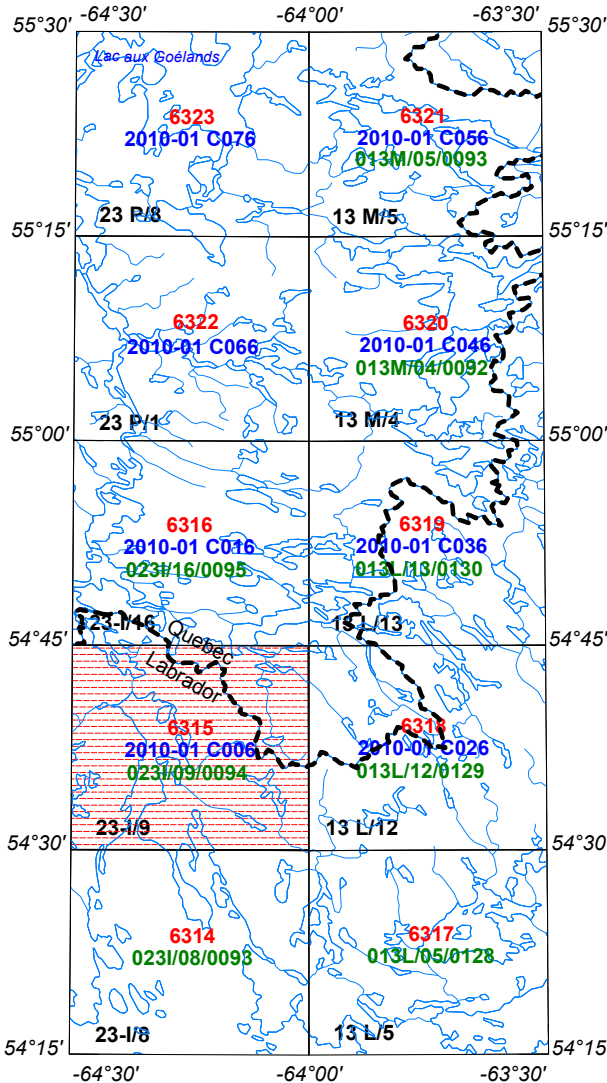 -64°30' -64°00' -63°30'
55°30' 55°30'
Lac aux Goélands
6323
2010-01 C076
23 P/8
6321
2010-01 C056
013M/05/0093
13 M/5
55°15' 55°15'
6322
2010-01 C066
23 P/1
6320
2010-01 C046
013M/04/0092
13 M/4
55°00' 55°00'
6316
2010-01 C016
023I/16/0095
23-I/16
6319
2010-01 C036
013L/13/0130
13 L/13
54°45' 54°45'
Quebec
Labrador
6315
2010-01 C006
023I/09/0094
23-I/9
6318
2010-01 C026
013L/12/0129
13 L/12
54°30' 54°30'
6314
023I/08/0093
23-I/8
6317
013L/05/0128
13 L/5
54°15' 54°15'
-64°30' -64°00' -63°30'